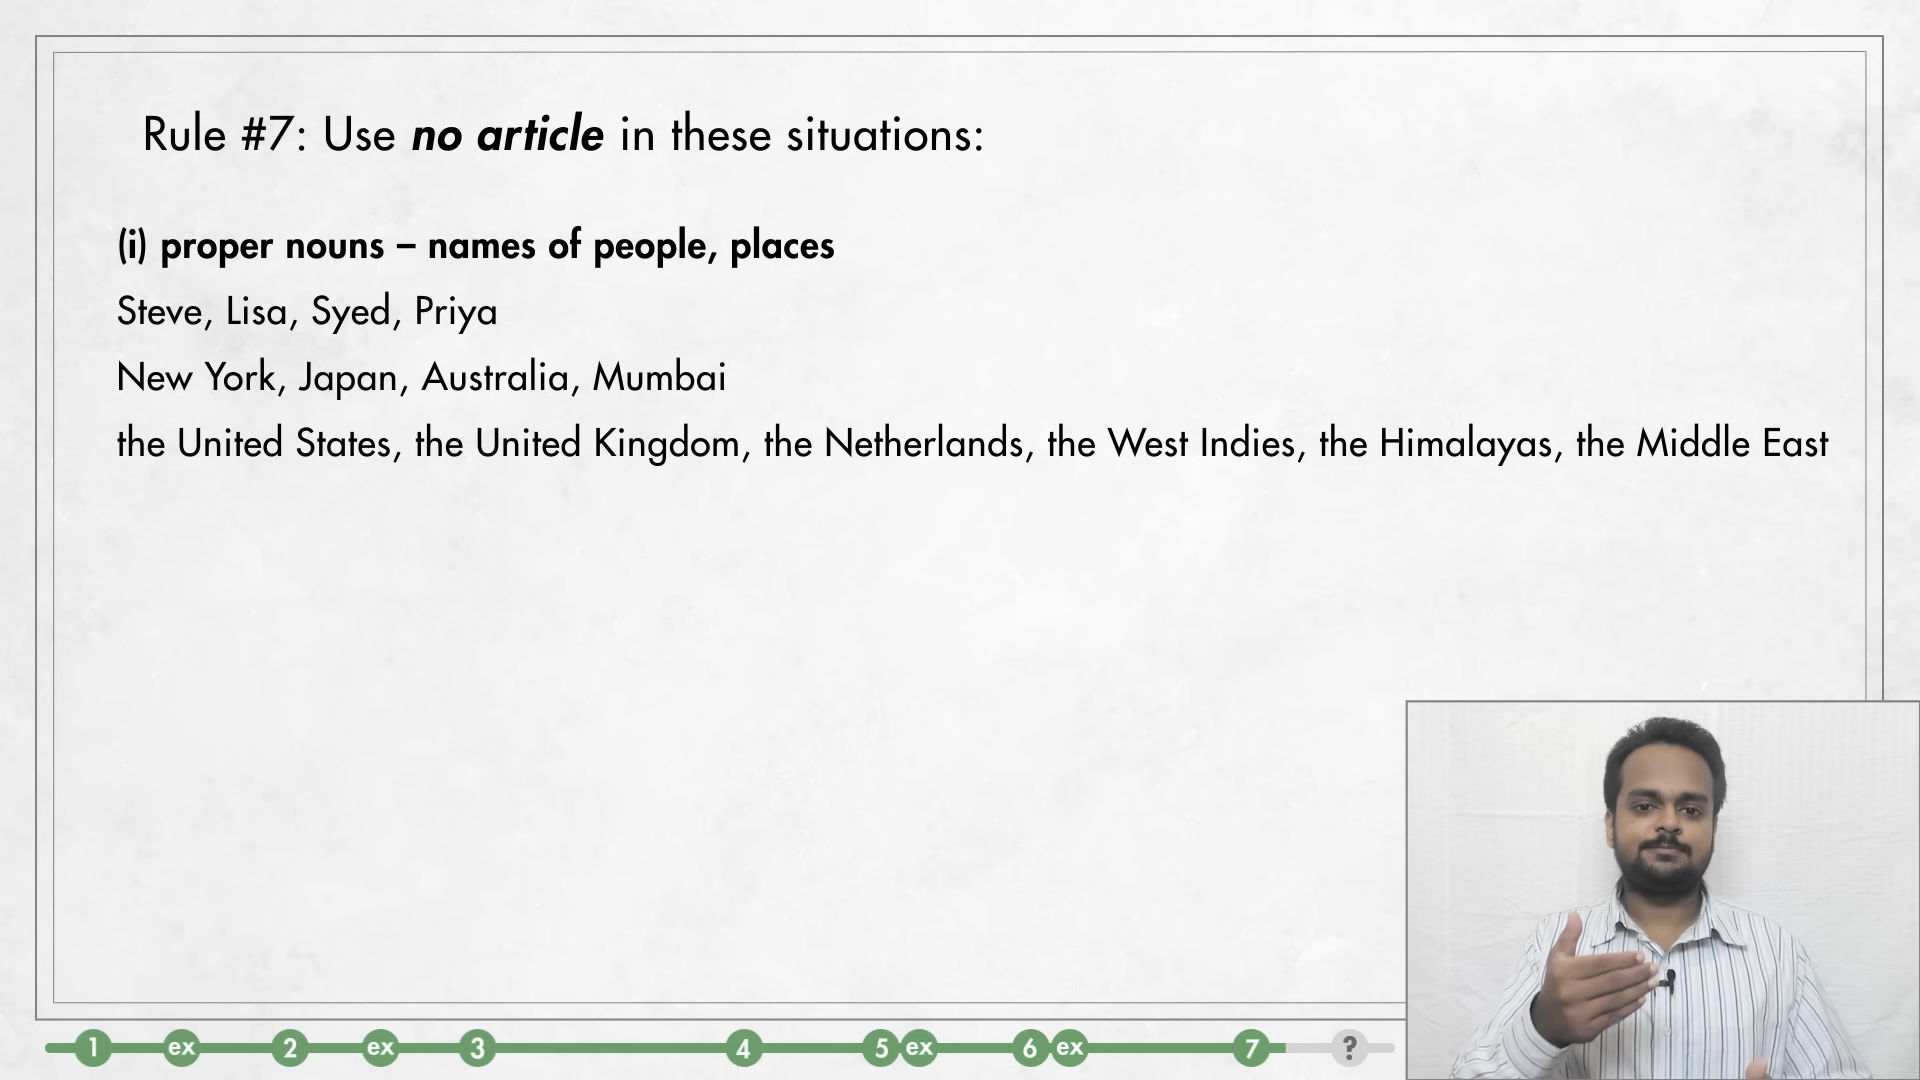 Rule #7: Use no article in these situations:
(i) proper nouns – names of people, places
Steve, Lisa, Syed, Priya
New York, Japan, Australia, Mumbai
the United States, the United Kingdom, the Netherlands, the West Indies, the Himalayas, the Middle East
1 ex 2 ex 3 4 5 ex 6 ex 7 ?